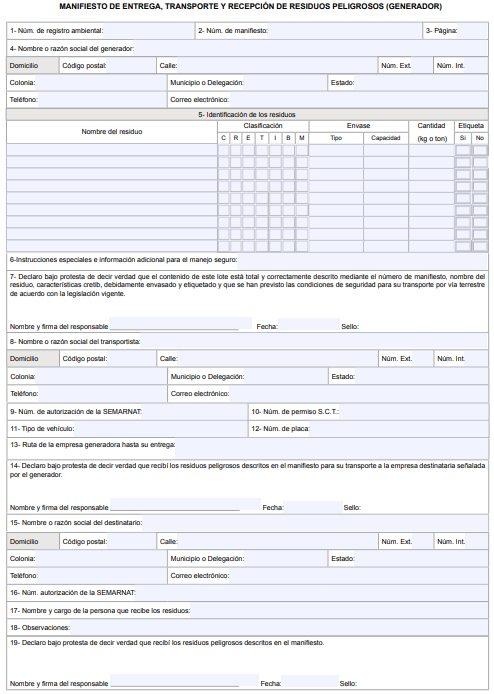 MANIFIESTO DE ENTREGA, TRANSPORTE Y RECEPCIÓN DE RESIDUOS PELIGROSOS (GENERADOR)
1- Núm. de registro ambiental: 2- Núm. de manifiesto: 3- Página:
4- Nombre o razón social del generador:
Domicilio Código postal: Calle: Núm. Ext. Núm. Int.
Colonia: Municipio o Delegación: Estado:
Teléfono: Correo electrónico:
5- Identificación de los residuos
Nombre del residuo Clasificación Envase Cantidad (kg o ton) Etiqueta
C R E T I B M Tipo Capacidad Si No
6-Instrucciones especiales e información adicional para el manejo seguro:
7- Declaro bajo protesta de decir verdad que el contenido de este lote está total y correctamente descrito mediante el número de manifiesto, nombre del
residuo, características cretib, debidamente envasado y etiquetado y que se han previsto las condiciones de seguridad para su transporte por vía terrestre
de acuerdo con la legislación vigente.
Nombre y firma del responsable Fecha: Sello:
8- Nombre o razón social del transportista:
Domicilio Código postal: Calle: Núm. Ext. Núm. Int.
Colonia: Municipio o Delegación: Estado:
Teléfono: Correo electrónico:
9- Núm. de autorización de la SEMARNAT: 10- Núm. de permiso S.C.T.:
11- Tipo de vehículo: 12- Núm. de placa:
13- Ruta de la empresa generadora hasta su entrega:
14- Declaro bajo protesta de decir verdad que recibí los residuos peligrosos descritos en el manifiesto para su transporte a la empresa destinataria señalada
por el generador.
Nombre y firma del responsable Fecha: Sello:
15- Nombre o razón social del destinatario:
Domicilio Código postal: Calle: Núm. Ext. Núm. Int.
Colonia: Municipio o Delegación: Estado:
Teléfono: Correo electrónico:
16- Núm. autorización de la SEMARNAT:
17- Nombre y cargo de la persona que recibe los residuos:
18- Observaciones:
19- Declaro bajo protesta de decir verdad que recibí los residuos peligrosos descritos en el manifiesto.
Nombre y firma del responsable Fecha: Sello: